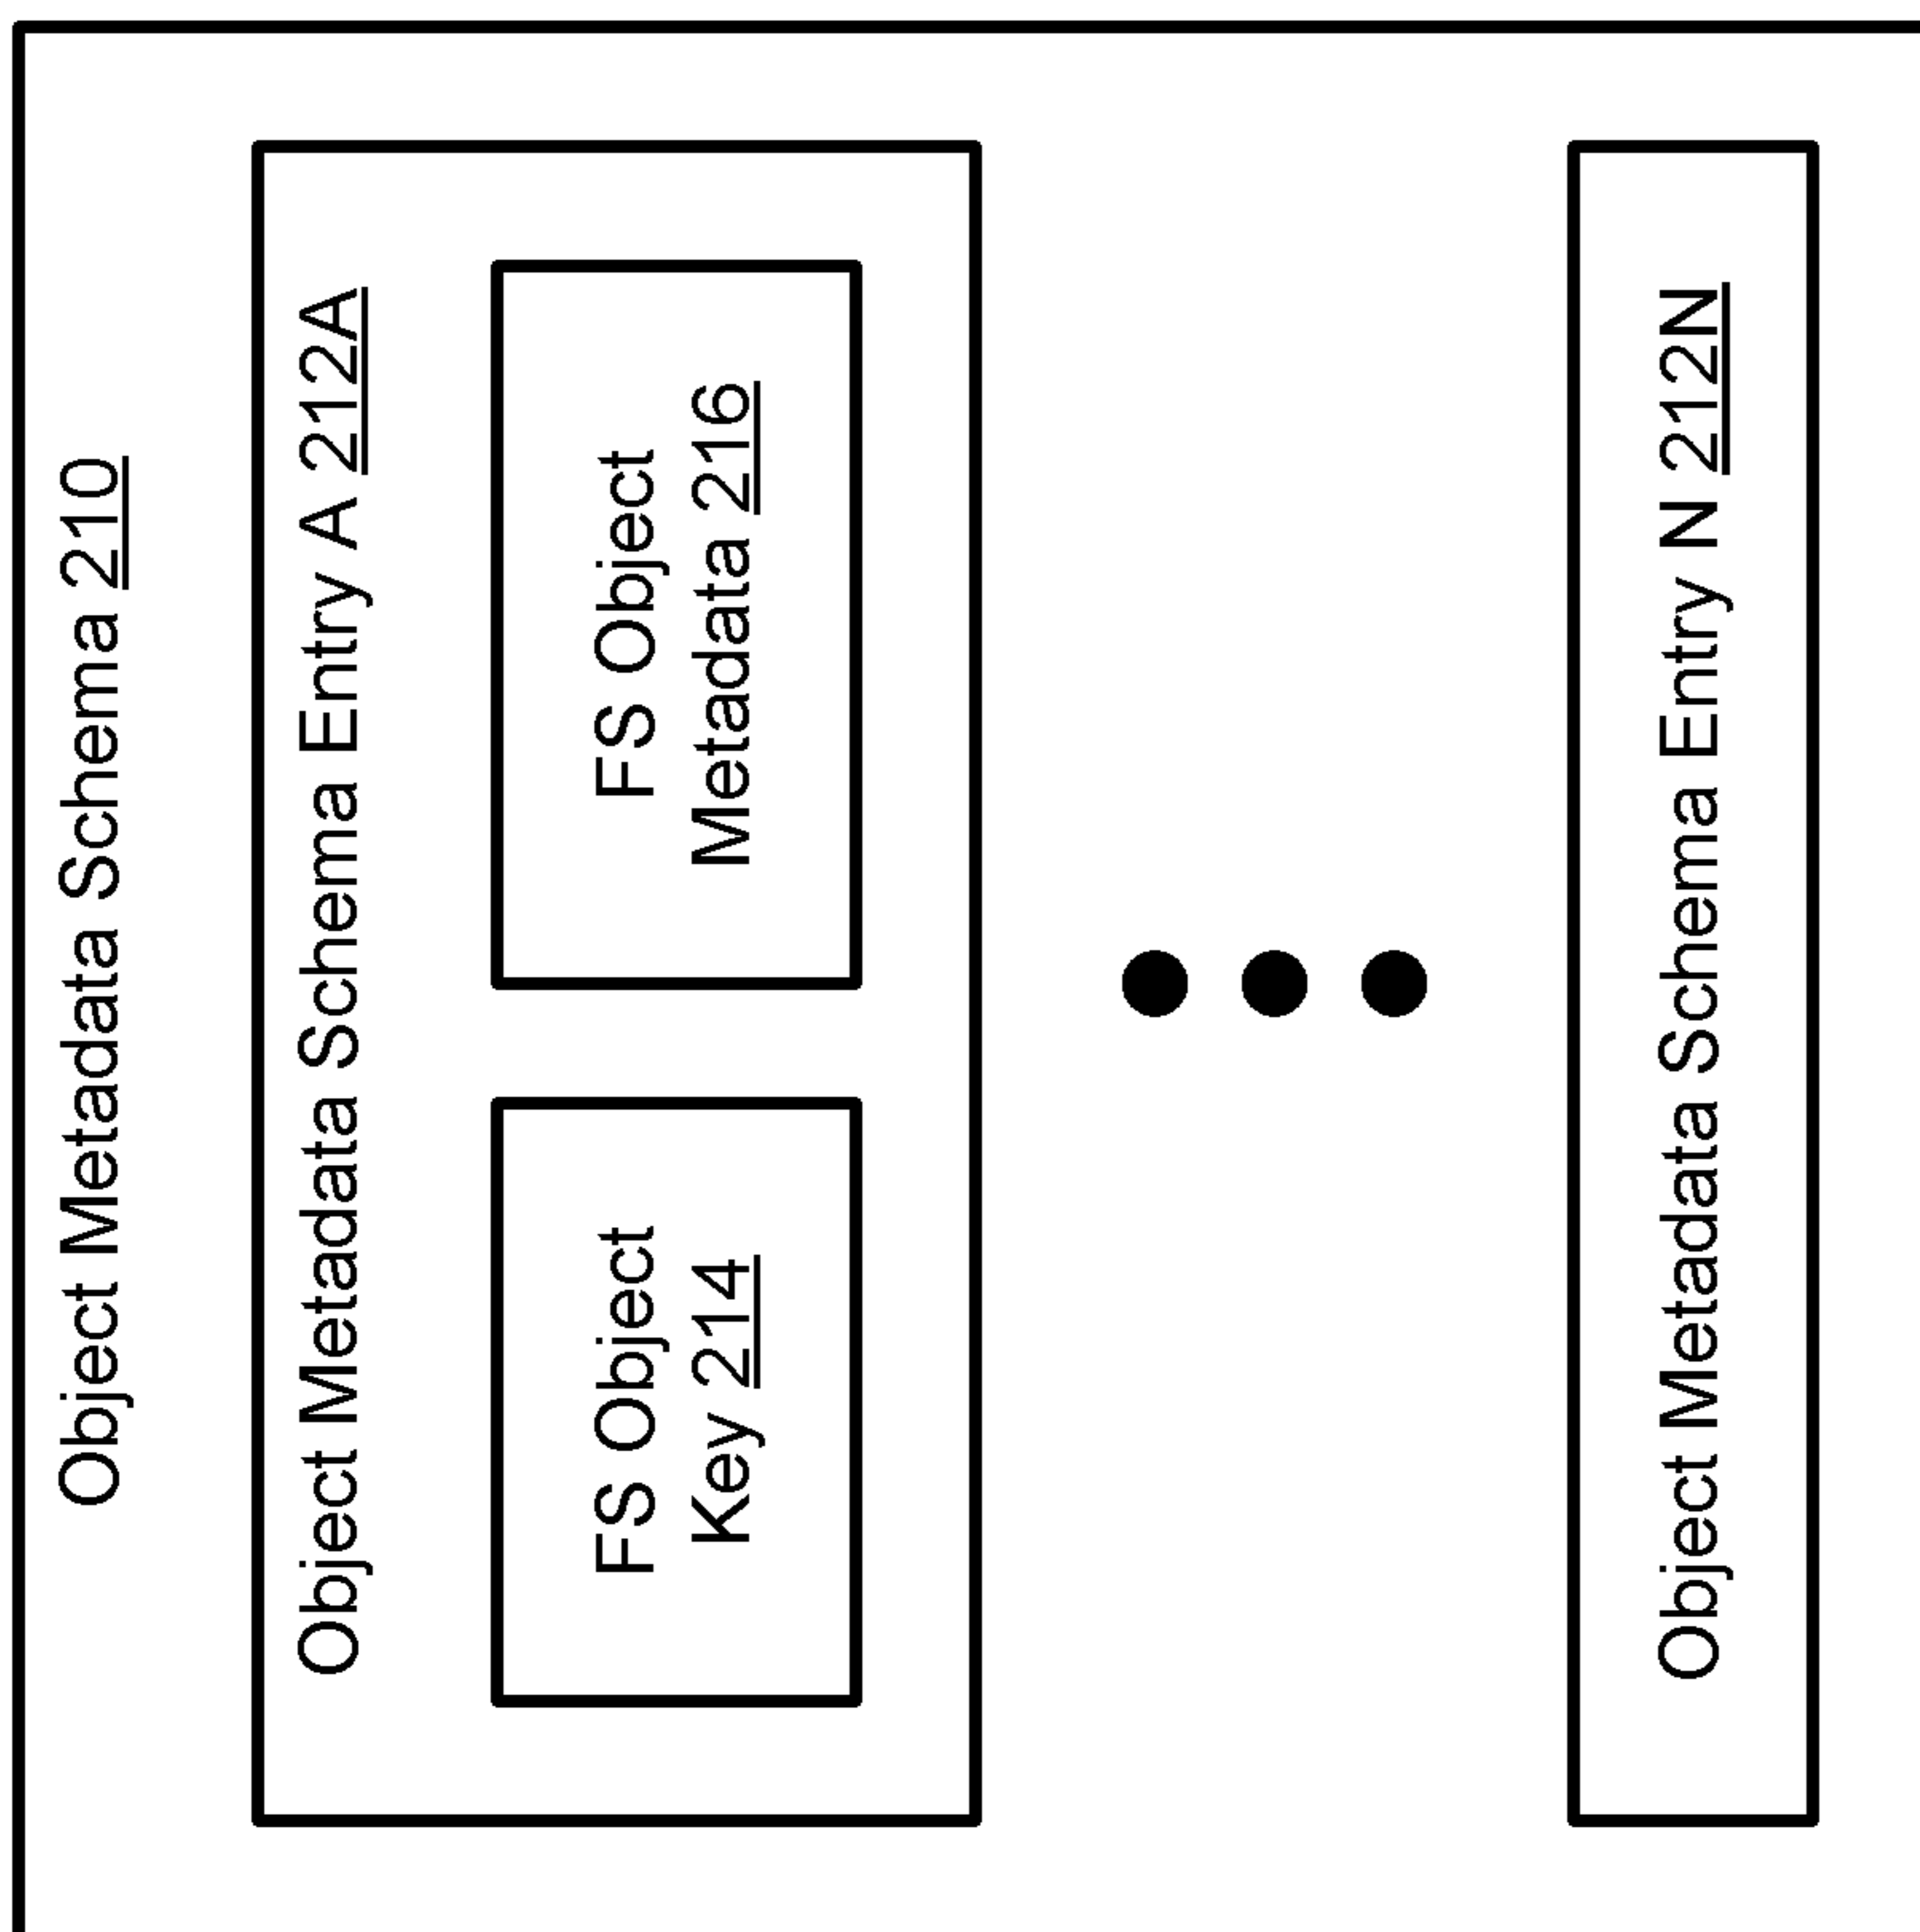 Object Metadata Schema 210
Object Metadata Schema Entry A 212A
FS Object
Key 214
FS Object
Metadata 216
Object Metadata Schema Entry N 212N